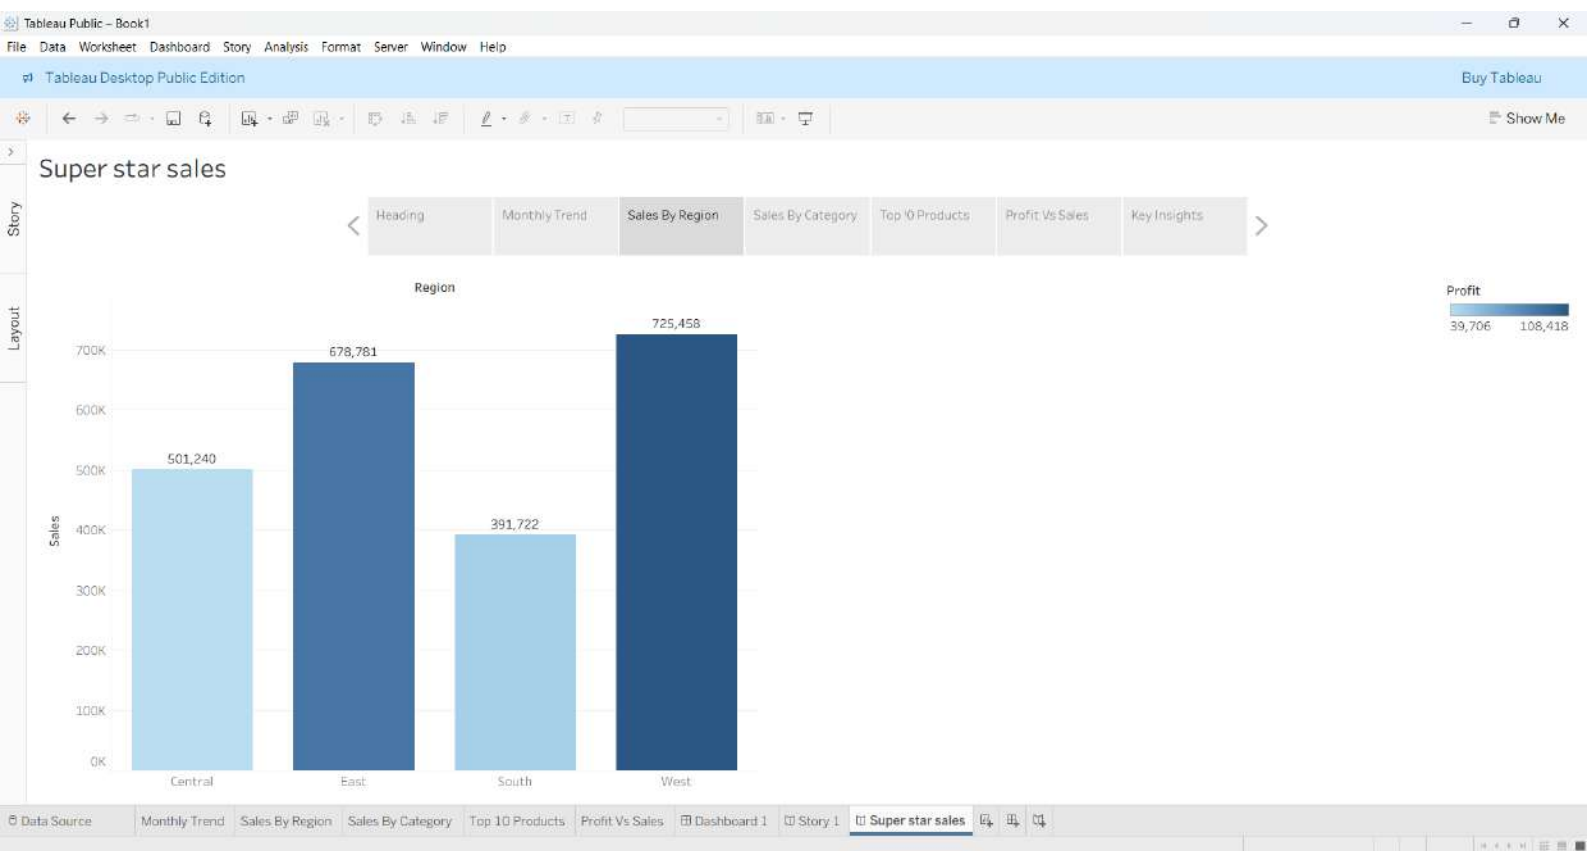 Tableau Public - Book1
File Data Worksheet Dashboard Story Analysis Format Server Window Help
Tableau Desktop Public Edition
Buy Tableau
Show Me
Story
Layout
Super star sales
Heading
Monthly Trend
Sales By Region
Sales By Category
Top 10 Products
Profit Vs Sales
Key Insights
Region
Profit
39,706 108,418
Sales
700K
600K
500K
400K
300K
200K
100K
0K
501,240
678,781
391,722
725,458
Central
East
South
West
Data Source
Monthly Trend
Sales By Region
Sales By Category
Top 10 Products
Profit Vs Sales
Dashboard 1
Story 1
Super star sales